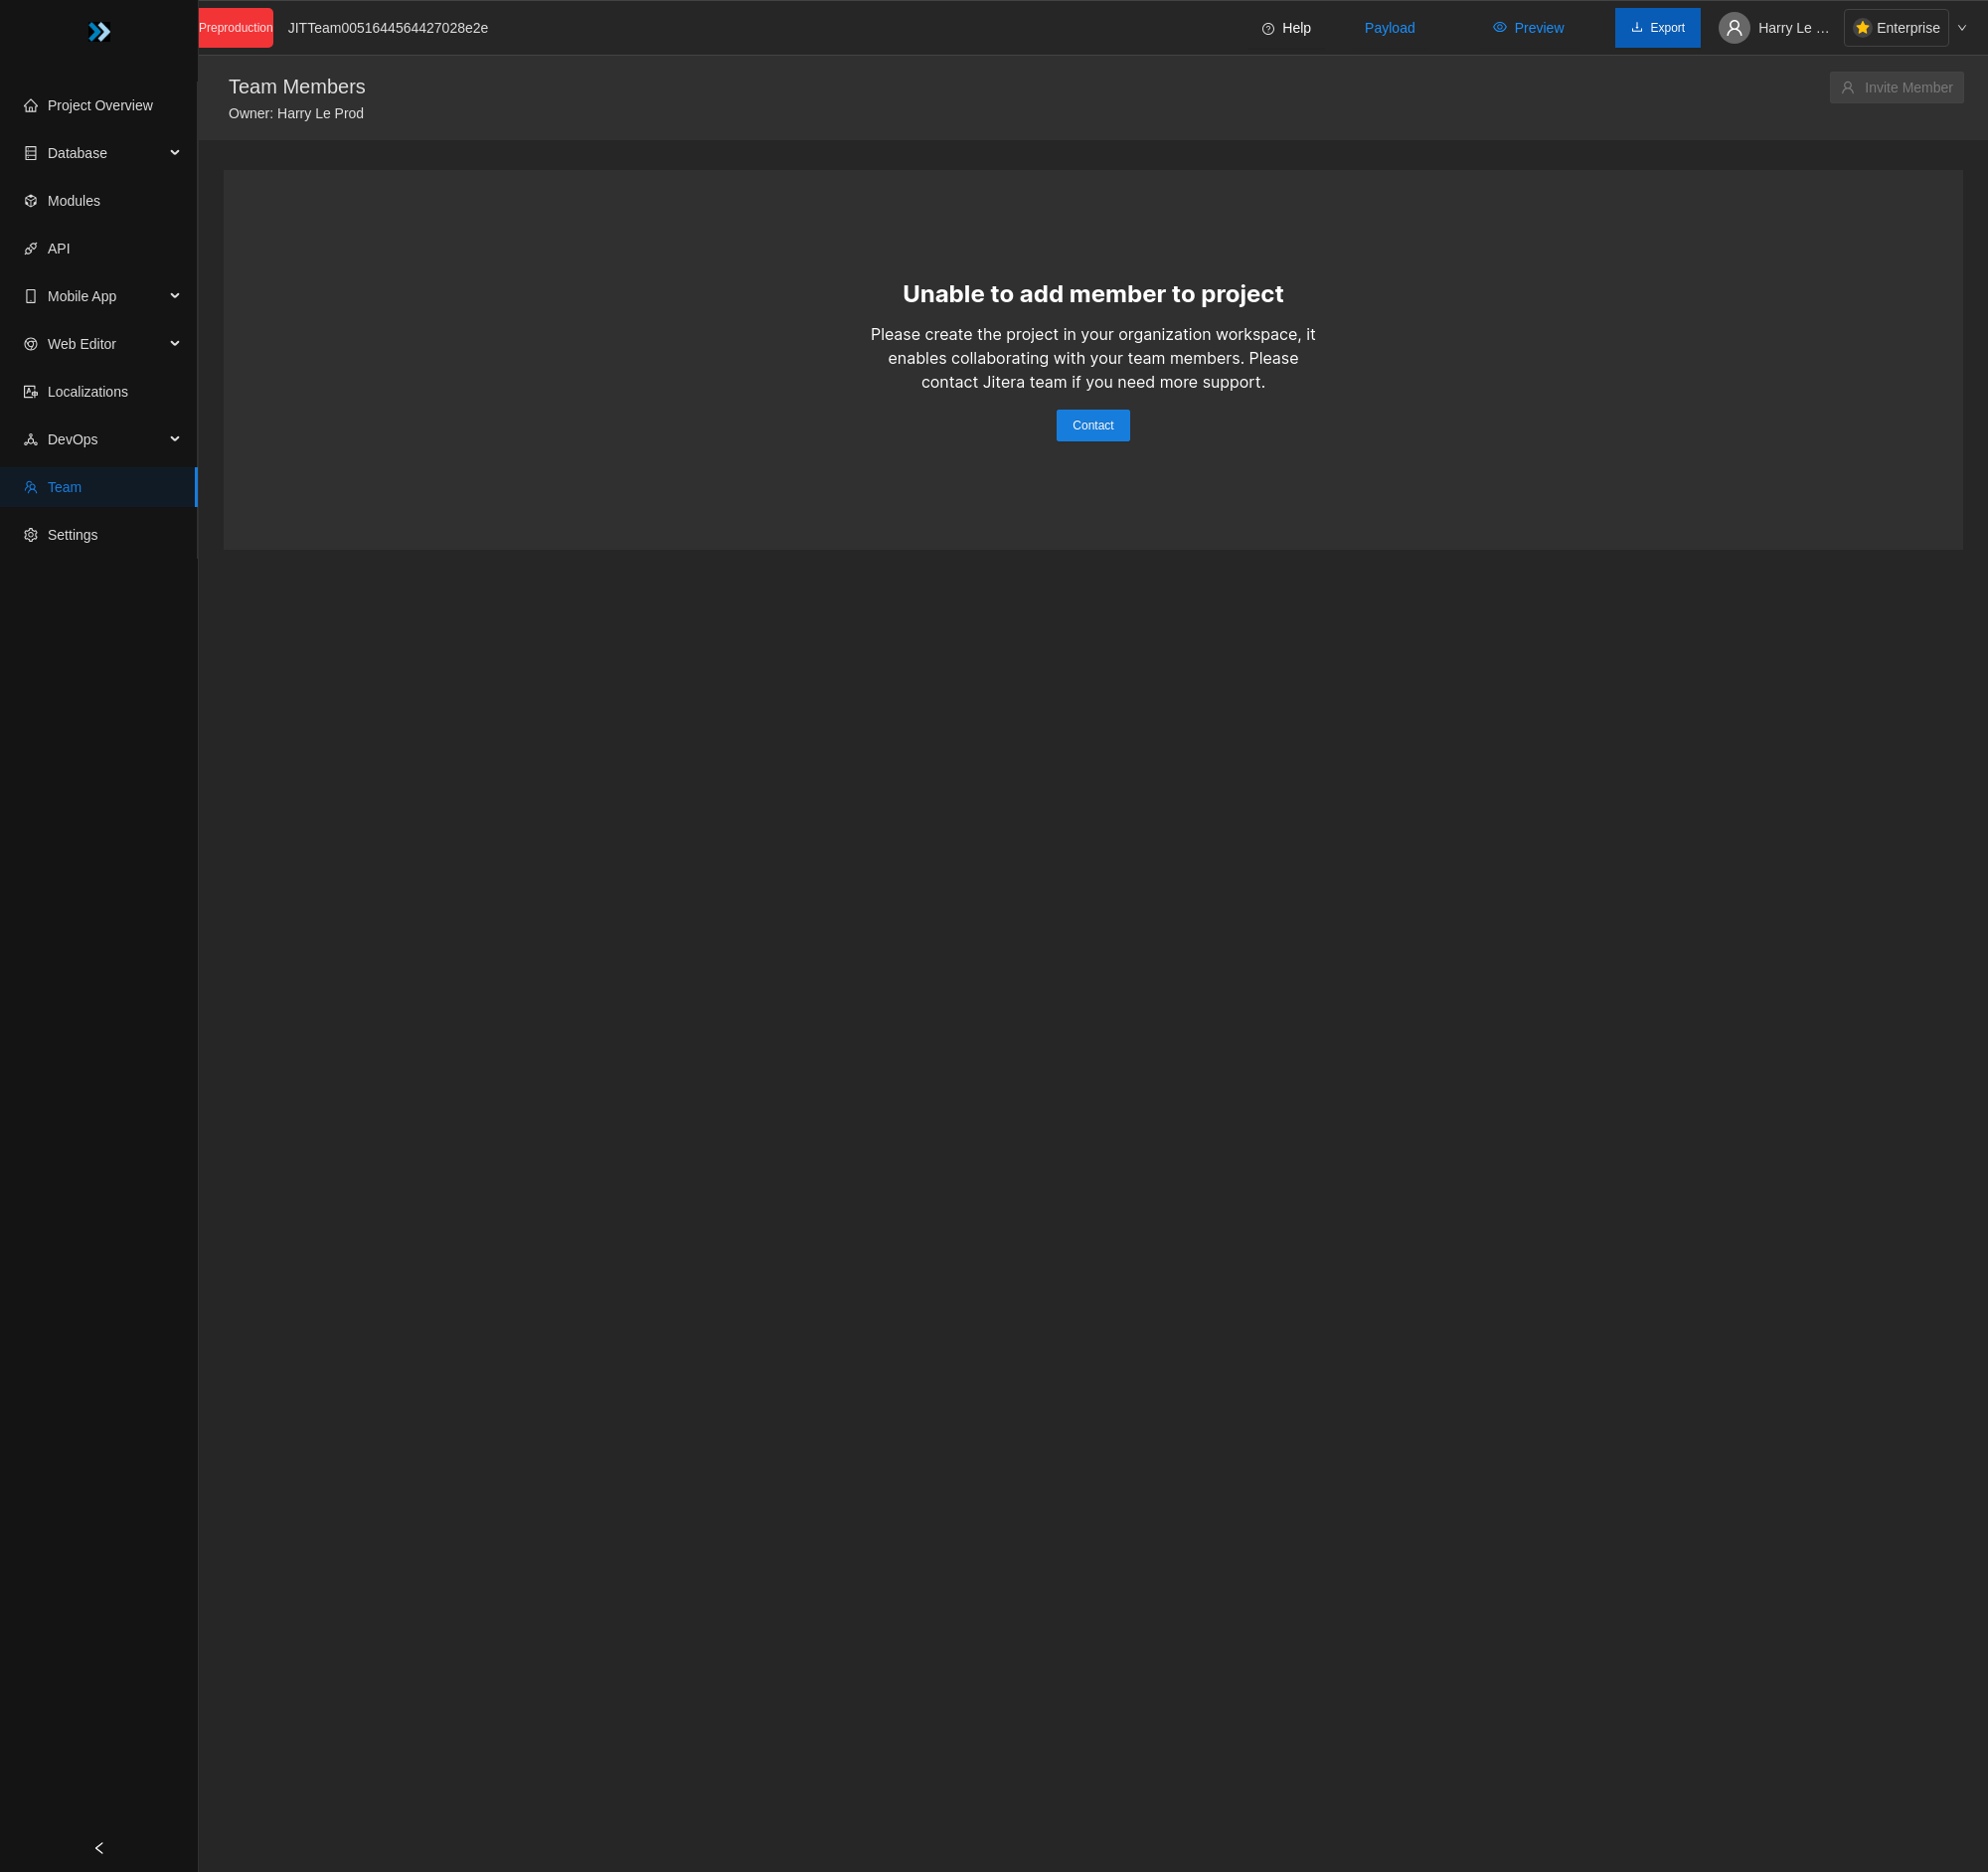 Preproduction
JITTeam0051644564427028e2e
Help
Payload
Preview
Export
Harry Le ...
Enterprise
Project Overview
Database
Modules
API
Mobile App
Web Editor
Localizations
DevOps
Team
Settings
Team Members
Owner: Harry Le Prod
Invite Member
Unable to add member to project
Please create the project in your organization workspace, it
enables collaborating with your team members. Please
contact Jitera team if you need more support.
Contact